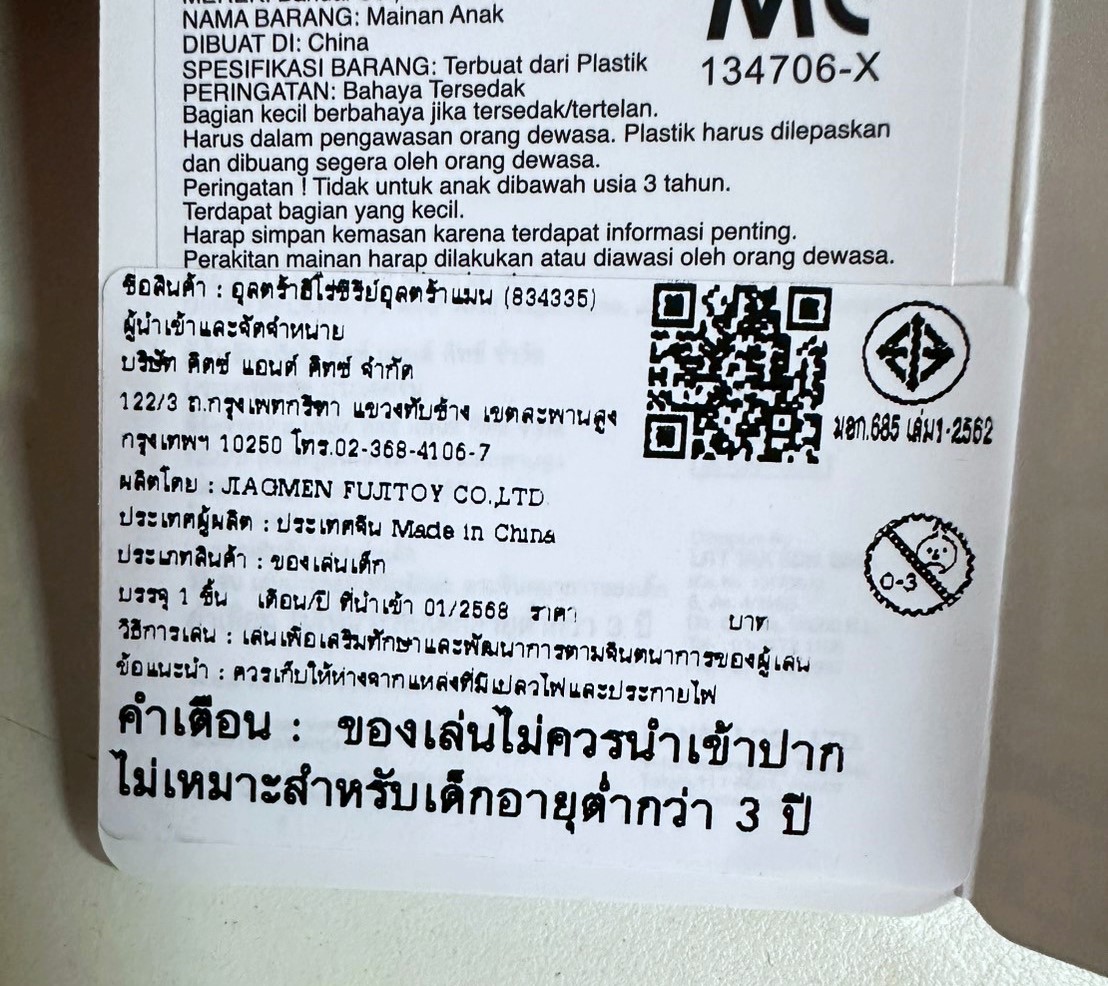 NAMA BARANG: Mainan Anak
DIBUAT DI: China
SPESIFIKASI BARANG: Terbuat dari Plastik
PERINGATAN: Bahaya Tersedak
Bagian kecil berbahaya jika tersedak/tertelan.
Harus dalam pengawasan orang dewasa. Plastik harus dilepaskan
dan dibuang segera oleh orang dewasa.
Peringatan ! Tidak untuk anak dibawah usia 3 tahun.
Terdapat bagian yang kecil.
Harap simpan kemasan karena terdapat informasi penting.
Perakitan mainan harap dilakukan atau diawasi oleh orang dewasa.
134706-X
ชื่อสินค้า : อุลตร้าฮีโร่ซีรีย์อุลตร้าแมน (834335)
ผู้นำเข้าและจัดจำหน่าย
บริษัท คิตซ์ แอนด์ คิตซ์ จำกัด
122/3 ถ.กรุงเทพกรีฑา แขวงทับช้าง เขตสะพานสูง
กรุงเทพฯ 10250 โทร.02-368-4106-7
ผลิตโดย : JIAGMEN FUJITOY CO.,LTD
ประเทศผู้ผลิต : ประเทศจีน Made in China
ประเภทสินค้า : ของเล่นเด็ก
บรรจุ 1 ชิ้น เดือน/ปี ที่นำเข้า 01/2568 ราคา บาท
วิธีการเล่น : เล่นเพื่อเสริมทักษาและพัฒนาการตามจินตนาการของผู้เล่น
ข้อแนะนำ : ควรเก็บให้ห่างจากแหล่งที่มีเปลวไฟและประกายไฟ
คำเตือน : ของเล่นไม่ควรนำเข้าปาก
ไม่เหมาะสำหรับเด็กอายุต่ำกว่า 3 ปี
มอก.685 เล่ม1-2562
0-3